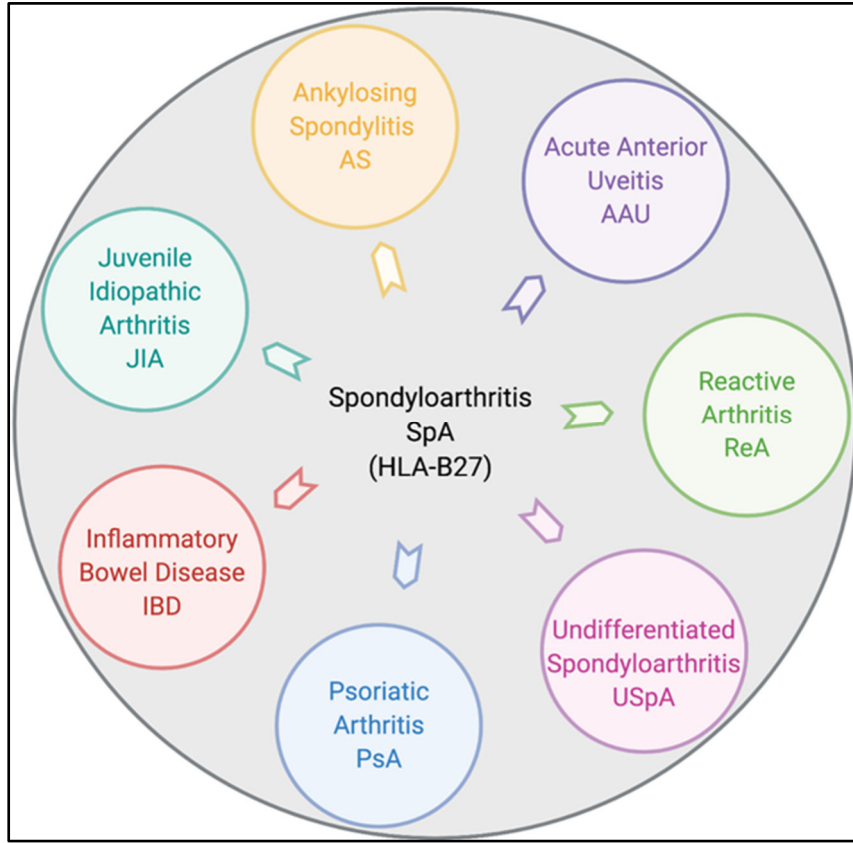 Ankylosing
Spondylitis
AS
Acute Anterior
Uveitis
AAU
Juvenile
Idiopathic
Arthritis
JIA
Reactive
Arthritis
ReA
Spondyloarthritis
SpA
(HLA-B27)
Inflammatory
Bowel Disease
IBD
Undifferentiated
Spondyloarthritis
USpA
Psoriatic
Arthritis
PsA